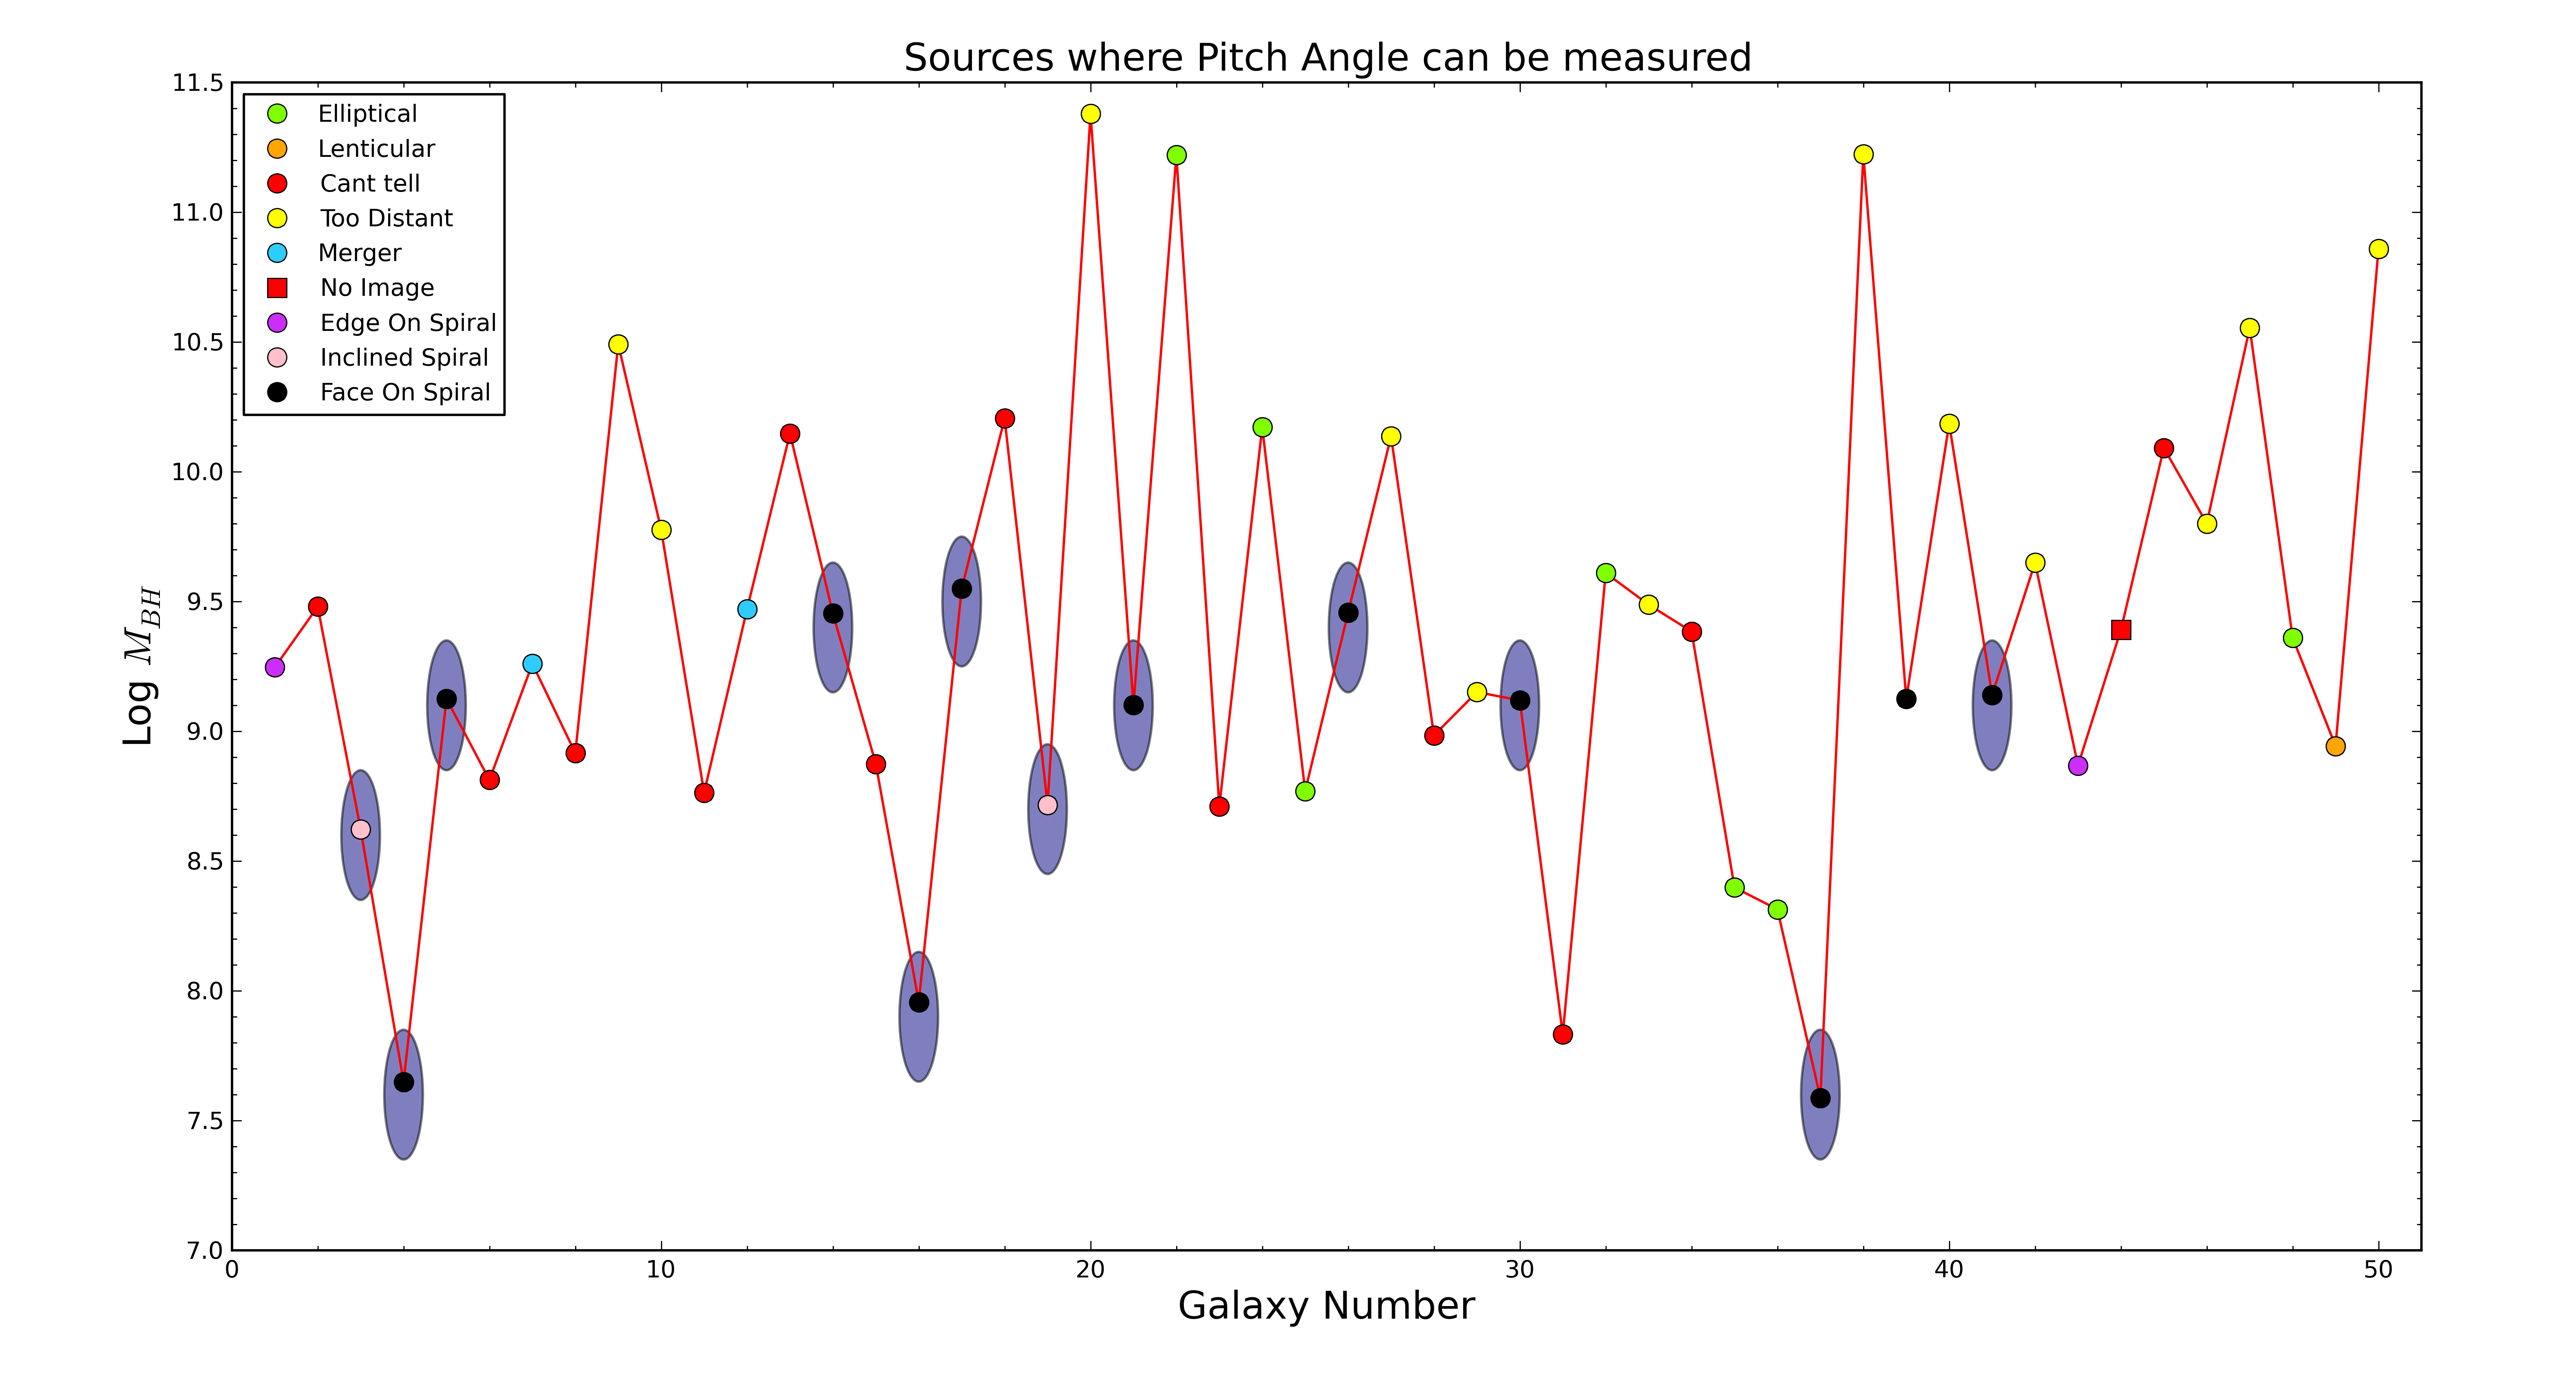 Sources where Pitch Angle can be measured
11.5
11.0
10.5
10.0
9.5
9.0
8.5
8.0
7.5
7.0
Log M_BH
Elliptical
Lenticular
Cant tell
Too Distant
Merger
No Image
Edge On Spiral
Inclined Spiral
Face On Spiral
0 10 20 30 40 50
Galaxy Number